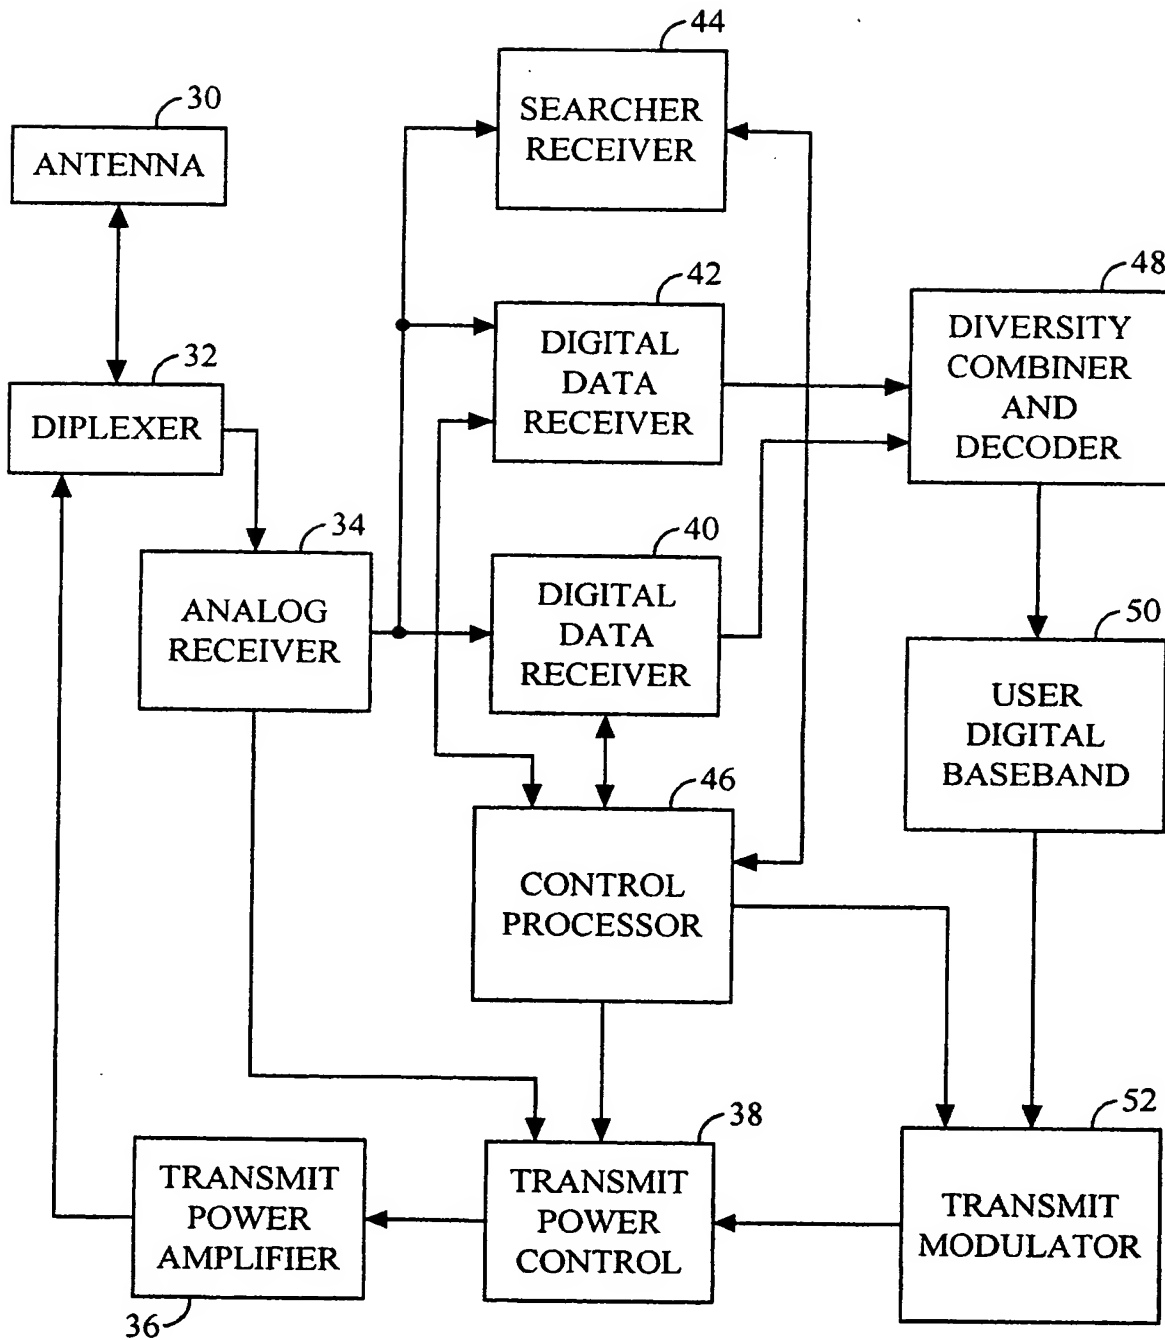 44
SEARCHER
RECEIVER
30
ANTENNA
42
DIGITAL
DATA
RECEIVER
48
DIVERSITY
COMBINER
AND
DECODER
32
DIPLEXER
34
ANALOG
RECEIVER
40
DIGITAL
DATA
RECEIVER
50
USER
DIGITAL
BASEBAND
46
CONTROL
PROCESSOR
38
TRANSMIT
POWER
CONTROL
52
TRANSMIT
MODULATOR
TRANSMIT
POWER
AMPLIFIER
36